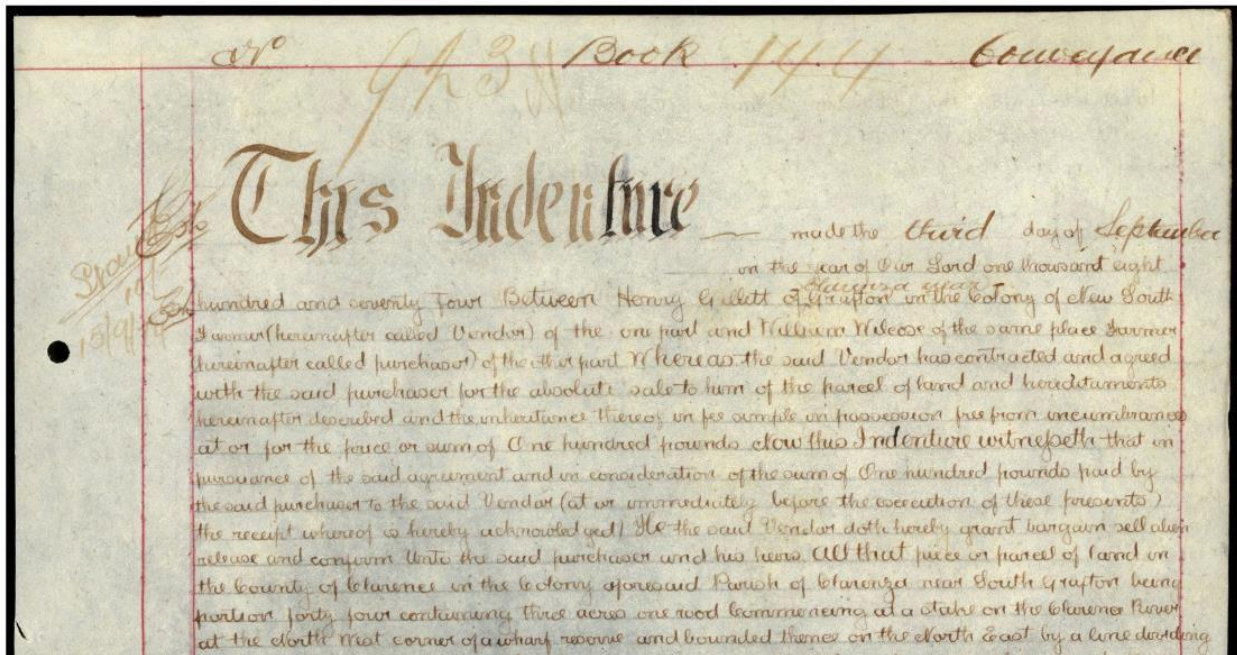 No 923 Book 144 Conveyance
This Indenture made the third day of September
in the year of Our Lord one thousand eight
Clarenza near
hundred and seventy Four Between Henry Gillett of Grafton in the Colony of New South
Farmer (hereinafter called Vendor) of the one part and William Wilcose of the same place Farmer
hereinafter called purchaser) of the other part Whereas the said Vendor has contracted and agreed
with the said purchaser for the absolute sale to him of the parcel of land and hereditaments
hereinafter described and the inheritance thereof in fee simple in possession free from incumbrances
at or for the price or sum of One hundred pounds Now this Indenture witnesseth that in
pursuance of the said agreement and in consideration of the sum of One hundred pounds paid by
the said purchaser to the said Vendor (at or immediately before the execution of these presents)
the receipt whereof is hereby acknowledged) He the said Vendor doth hereby grant bargain sell alien
release and confirm Unto the said purchaser and his heirs All that piece or parcel of land in
the County of Clarence in the Colony aforesaid Parish of Clarenza near South Grafton being
portion forty four containing three acres one rood Commencing at a stake on the Clarence River
at the North West corner of a wharf reserve and bounded thence on the North East by a line dividing
15/9/74